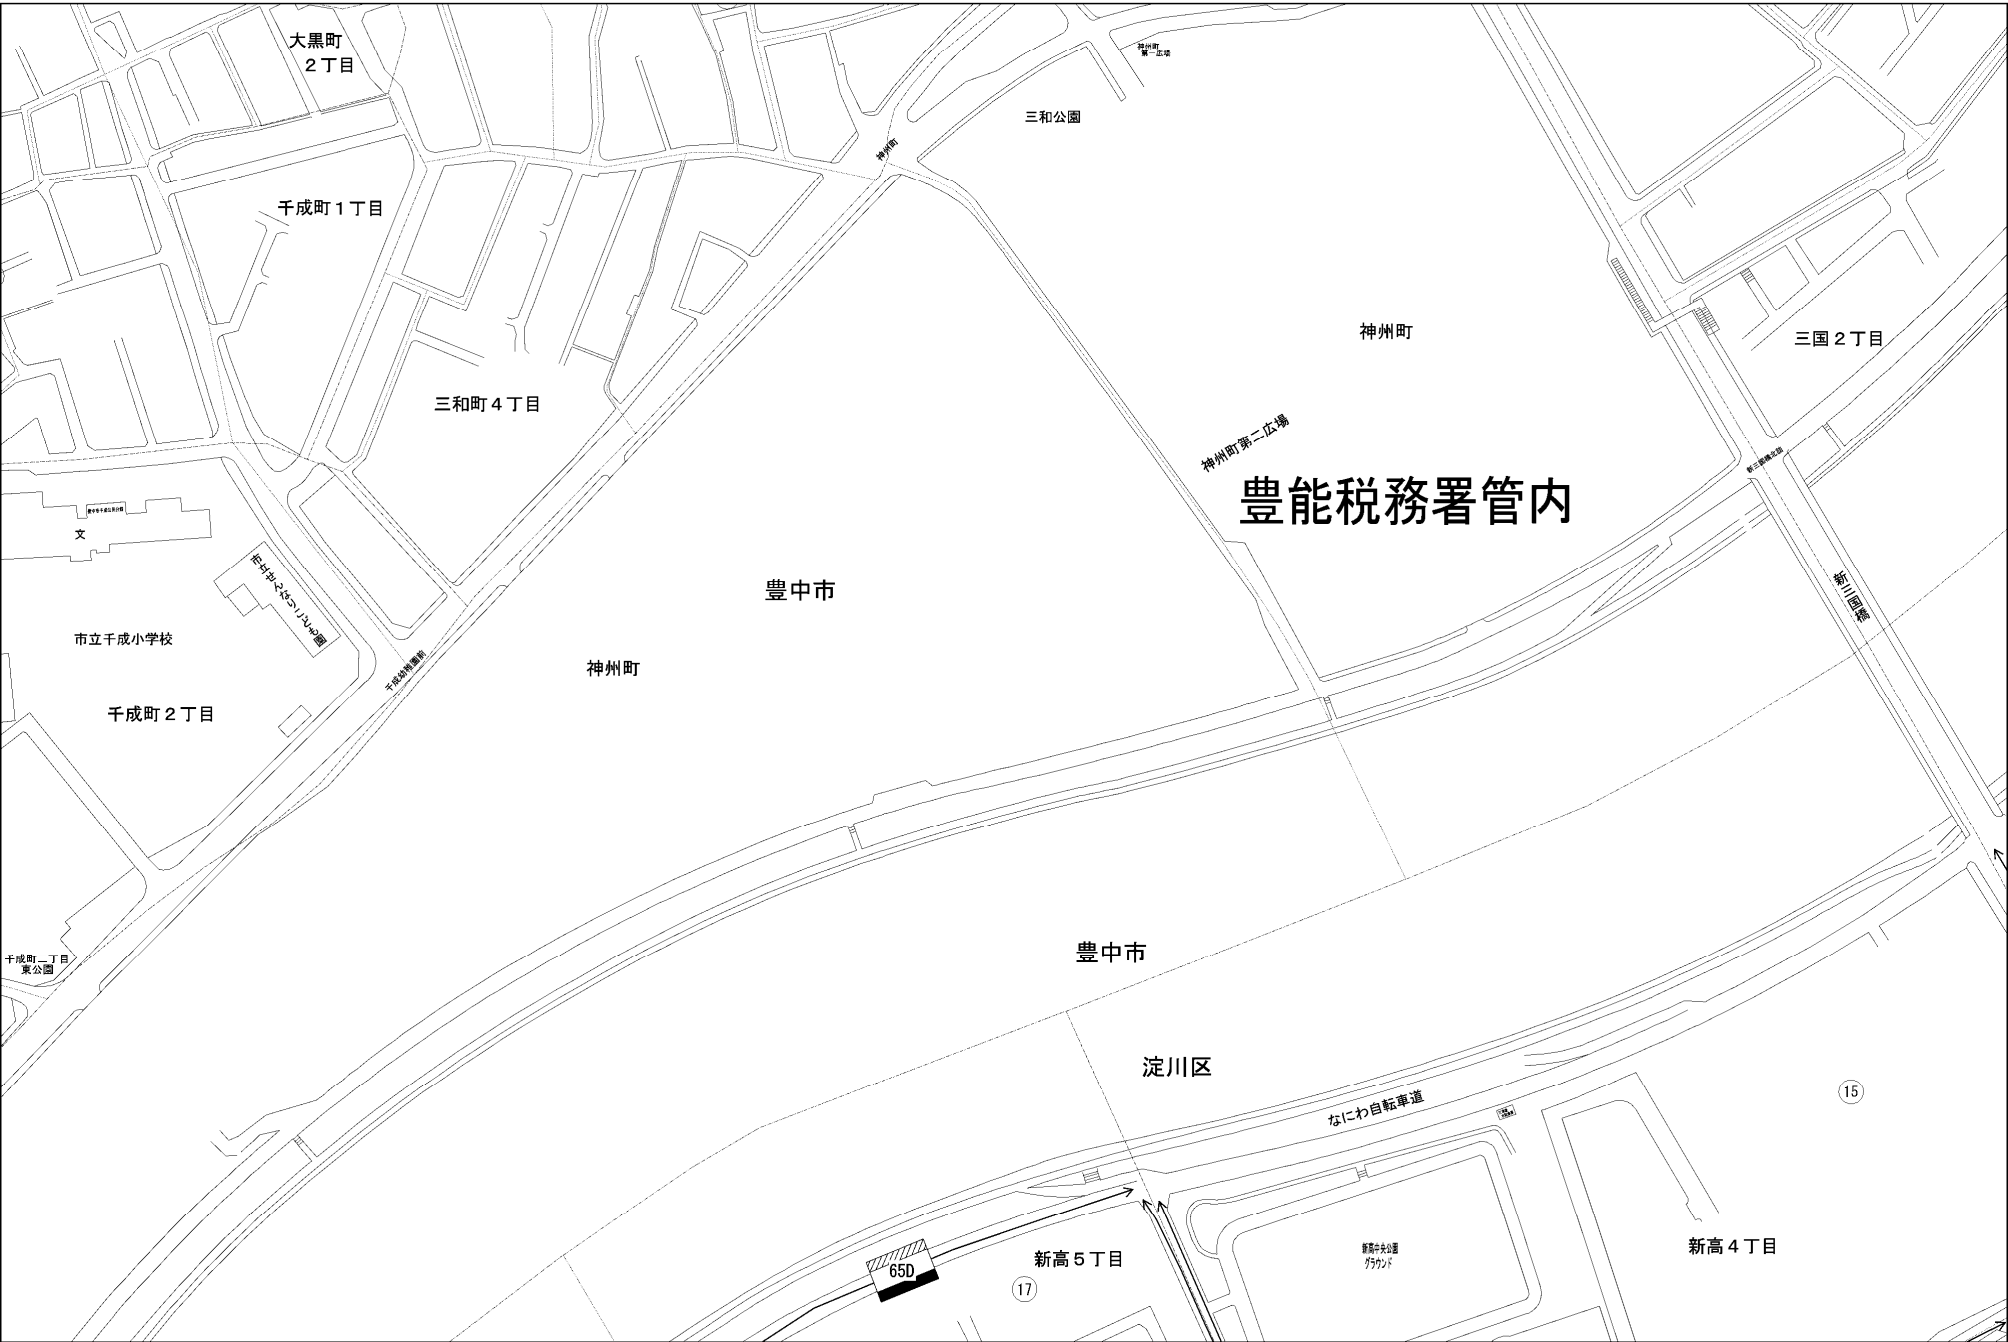 大黒町
２丁目
神州町
第一広場
三和公園
神州町
千成町１丁目
神州町
三国２丁目
三和町４丁目
神州町第二広場
新三国橋北詰
豊能税務署管内
文
市立せんなりこども園
豊中市
新三国橋
市立千成小学校
神州町
千成幼稚園前
千成町２丁目
豊中市
千成町二丁目
東公園
淀川区
なにわ自転車道
15
新高５丁目
新高中央公園
グラウンド
新高４丁目
65D
17